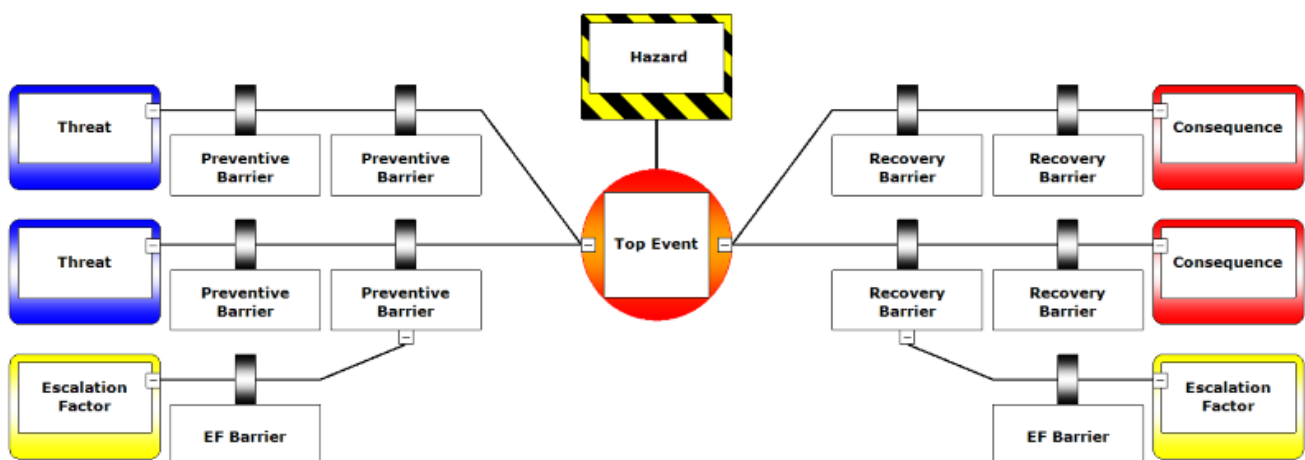 Hazard
Threat
Preventive
Barrier
Preventive
Barrier
Recovery
Barrier
Recovery
Barrier
Consequence
Top Event
Threat
Preventive
Barrier
Preventive
Barrier
Recovery
Barrier
Recovery
Barrier
Consequence
Escalation
Factor
EF Barrier
EF Barrier
Escalation
Factor